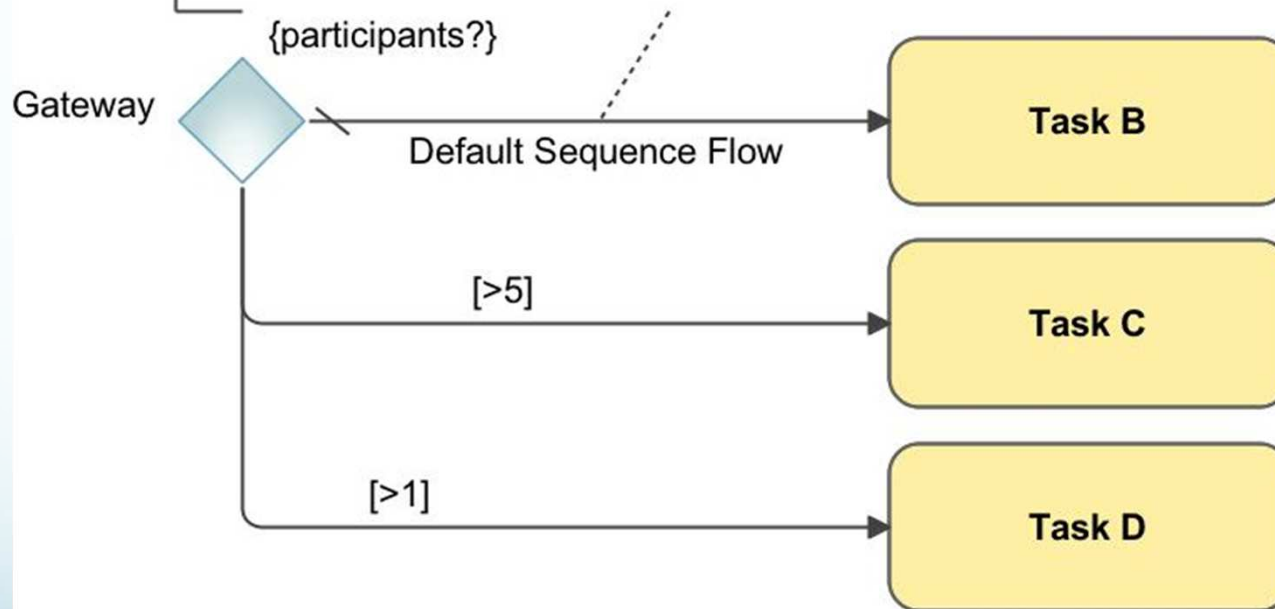 {participants?}
Gateway
Task B
Default Sequence Flow
[>5]
Task C
[>1]
Task D